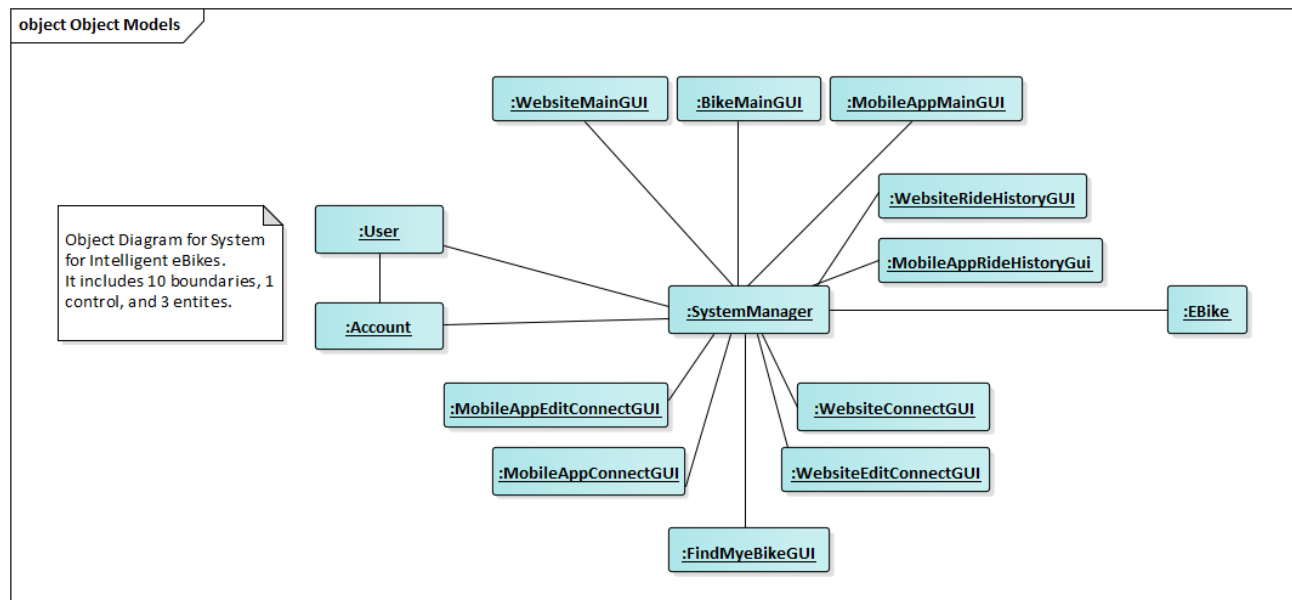 object Object Models
:WebsiteMainGUI
:BikeMainGUI
:MobileAppMainGUI
:WebsiteRideHistoryGUI
:User
Object Diagram for System
for Intelligent eBikes.
It includes 10 boundaries, 1
control, and 3 entites.
:MobileAppRideHistoryGui
:SystemManager
:EBike
:Account
:MobileAppEditConnectGUI
:WebsiteConnectGUI
:MobileAppConnectGUI
:WebsiteEditConnectGUI
:FindMyeBikeGUI